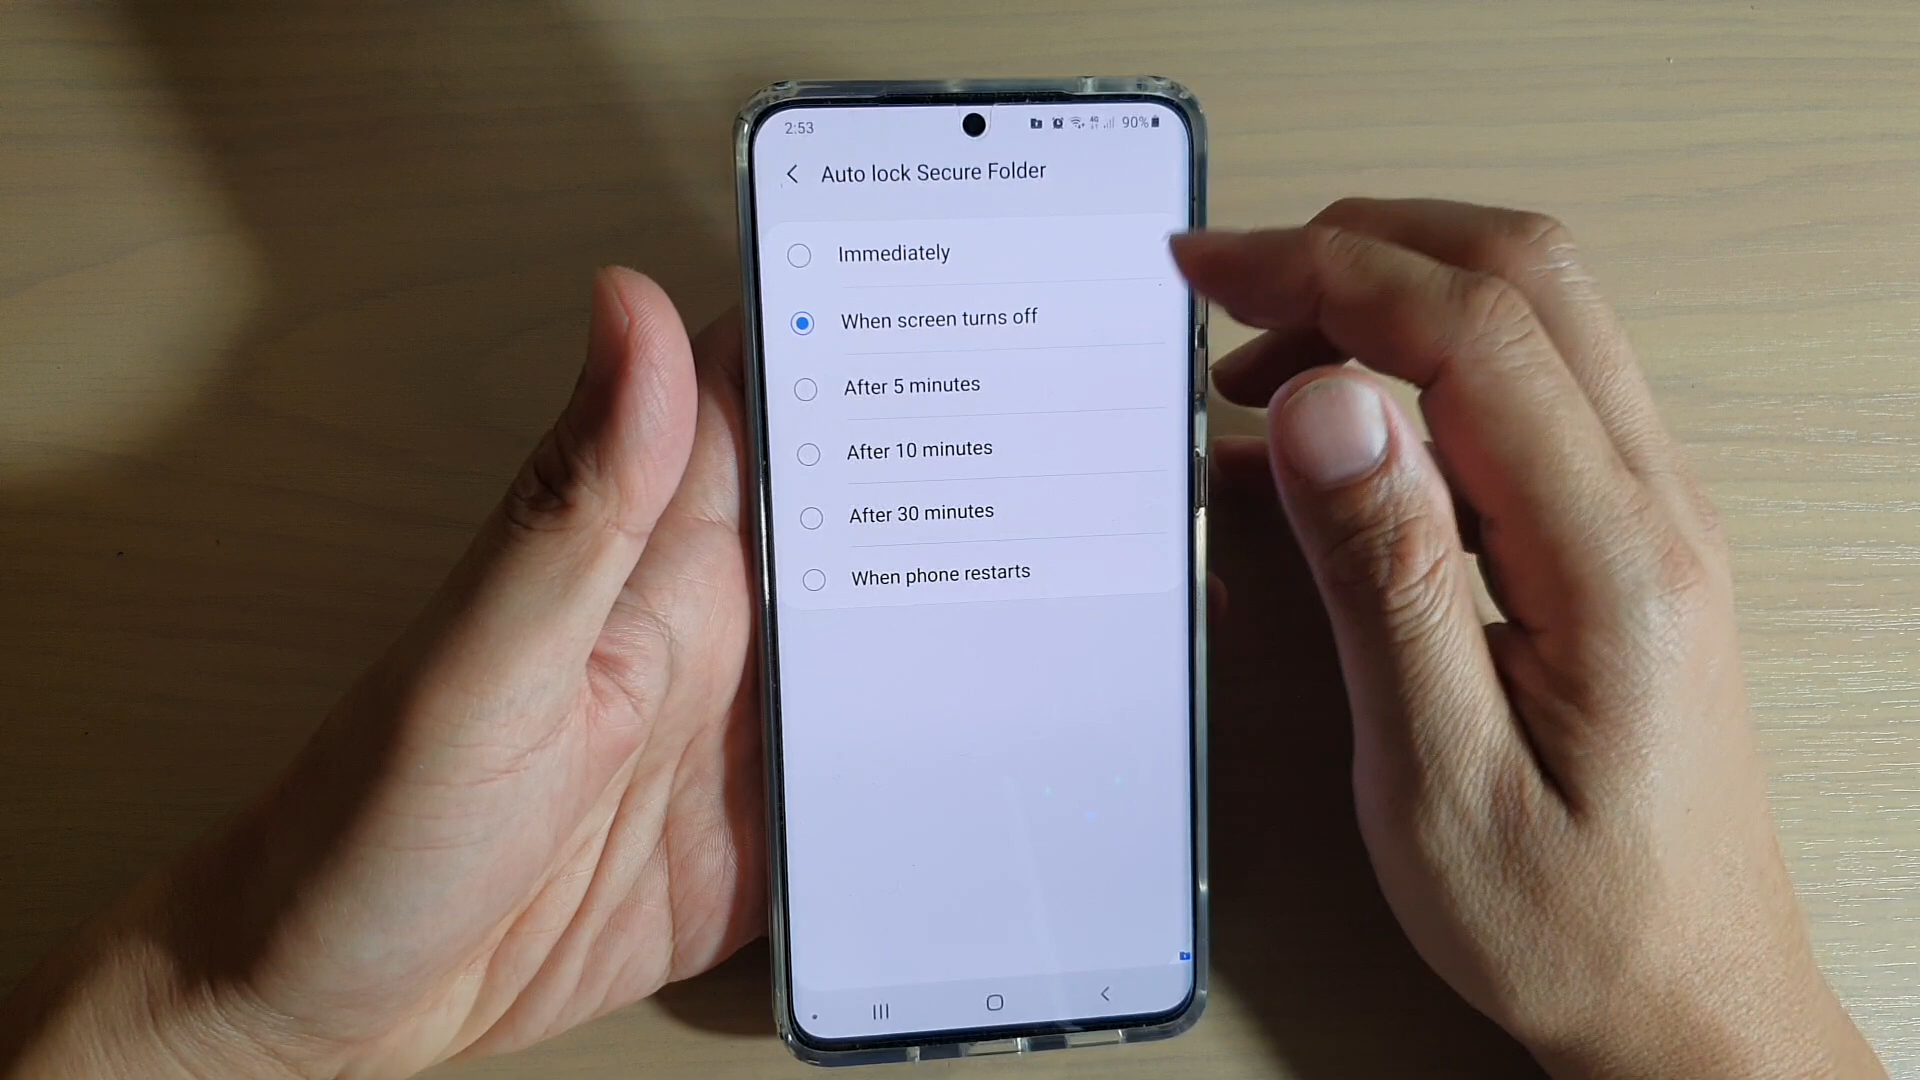 2:53
4G
90%
Auto lock Secure Folder
Immediately
When screen turns off
After 5 minutes
After 10 minutes
After 30 minutes
When phone restarts